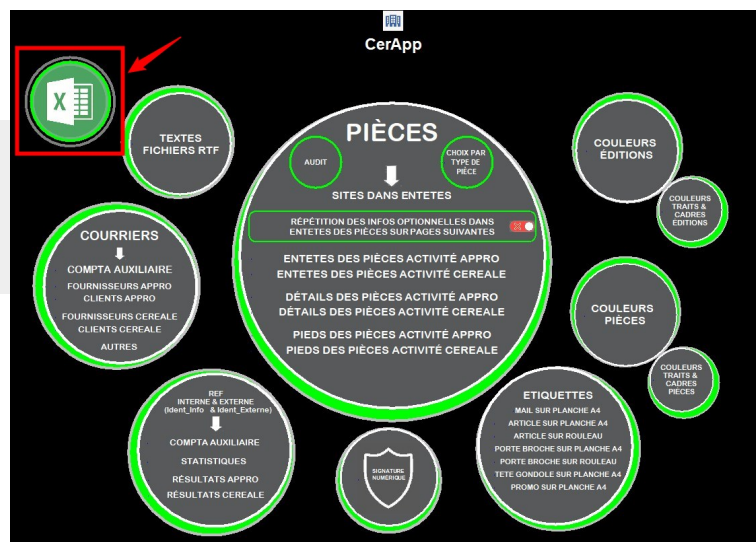 CerApp
X
TEXTES
FICHIERS RTF
PIÈCES
AUDIT
CHOIX PAR
TYPE DE
PIÈCE
SITES DANS ENTETES
RÉPÉTITION DES INFOS OPTIONNELLES DANS
ENTETES DES PIÈCES SUR PAGES SUIVANTES
ENTETES DES PIÈCES ACTIVITÉ APPRO
ENTETES DES PIÈCES ACTIVITÉ CEREALE
DÉTAILS DES PIÈCES ACTIVITÉ APPRO
DÉTAILS DES PIÈCES ACTIVITÉ CEREALE
PIEDS DES PIÈCES ACTIVITÉ APPRO
PIEDS DES PIÈCES ACTIVITÉ CEREALE
COULEURS
ÉDITIONS
COULEURS
TRAITS &
CADRES
ÉDITIONS
COURRIERS
COMPTA AUXILIAIRE
FOURNISSEURS APPRO
CLIENTS APPRO
FOURNISSEURS CEREALE
CLIENTS CEREALE
AUTRES
COULEURS
PIÈCES
COULEURS
TRAITS &
CADRES
PIÈCES
REF
INTERNE & EXTERNE
(Ident_Info & Ident_Externe)
COMPTA AUXILIAIRE
STATISTIQUES
RÉSULTATS APPRO
RÉSULTATS CEREALE
SIGNATURE
NUMÉRIQUE
ETIQUETTES
MAIL SUR PLANCHE A4
ARTICLE SUR PLANCHE A4
ARTICLE SUR ROULEAU
PORTE BROCHE SUR PLANCHE A4
PORTE BROCHE SUR ROULEAU
TETE GONDOLE SUR PLANCHE A4
PROMO SUR PLANCHE A4